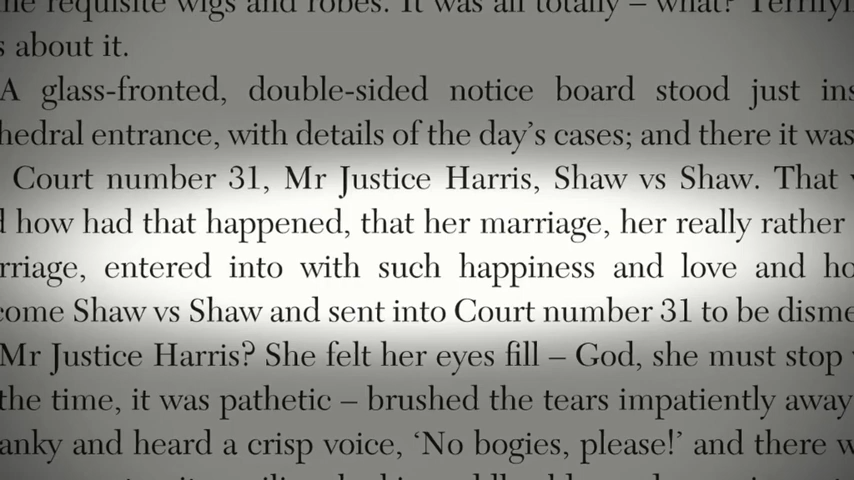 he requisite wigs and robes. It was all totally – what? Terrifyi
s about it.
A glass-fronted, double-sided notice board stood just ins
hedral entrance, with details of the day's cases; and there it was
Court number 31, Mr Justice Harris, Shaw vs Shaw. That
d how had that happened, that her marriage, her really rather
rriage, entered into with such happiness and love and ho
come Shaw vs Shaw and sent into Court number 31 to be disme
Mr Justice Harris? She felt her eyes fill – God, she must stop
the time, it was pathetic – brushed the tears impatiently away
anky and heard a crisp voice, 'No bogies, please!' and there w